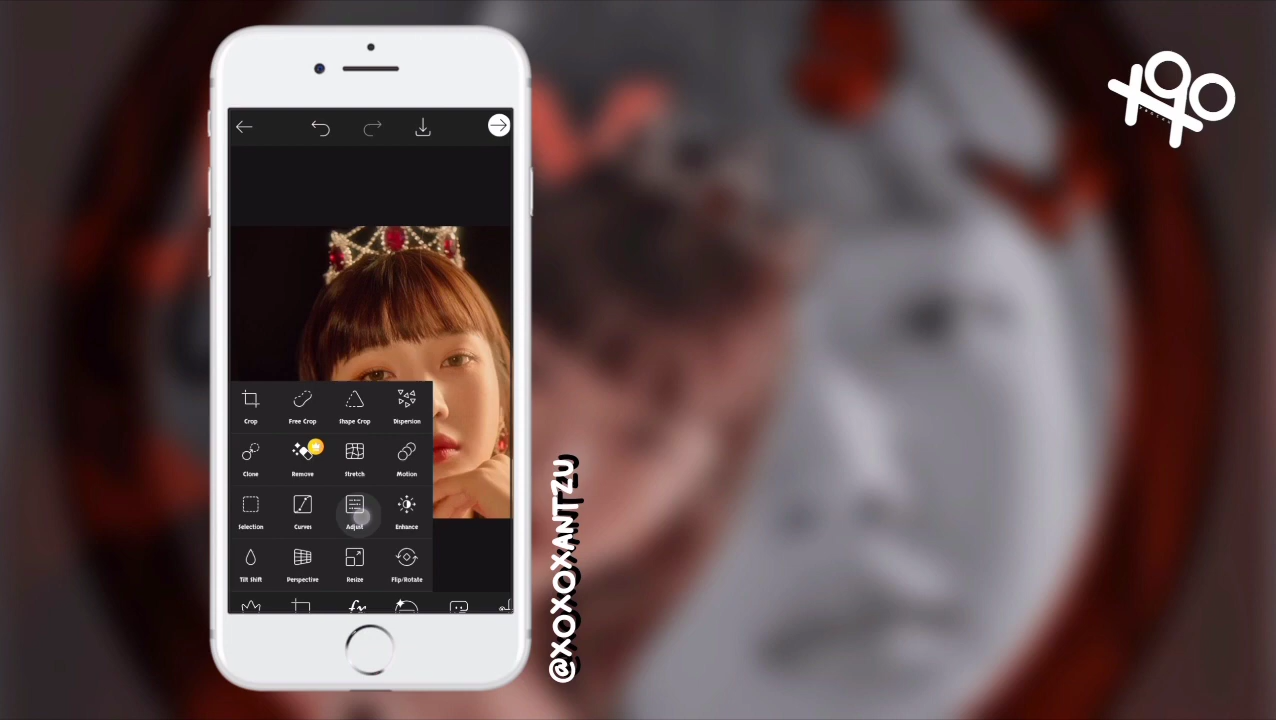 Crop Free Crop Shape Crop Dispersion
Clone Remove Stretch Motion
Selection Curves Adjust Enhance
Tilt Shift Perspective Resize Flip/Rotate
@XOXOXOXANTZU